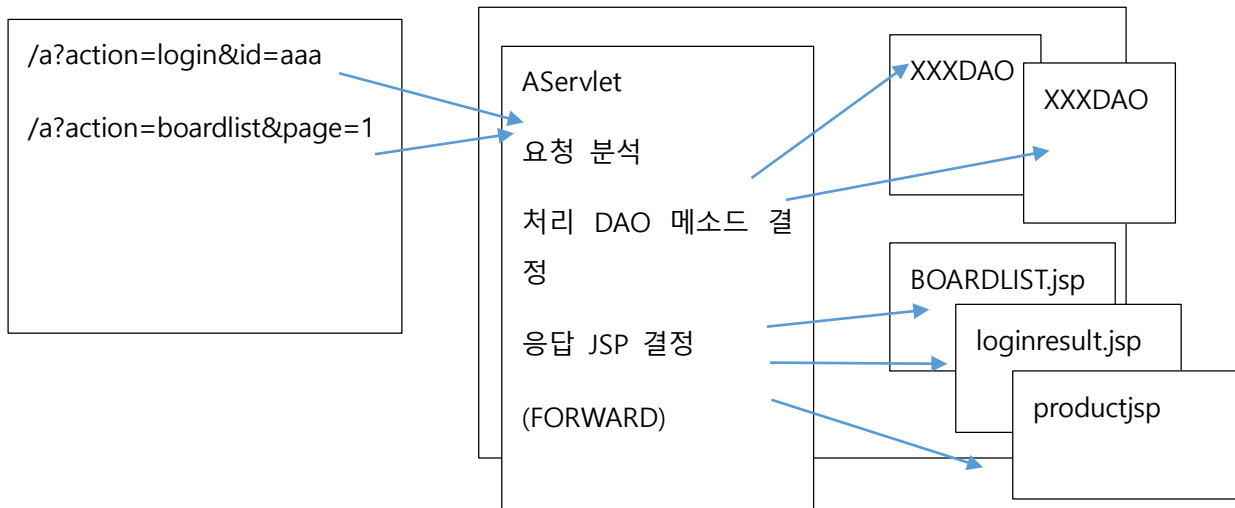 /a?action=login&id=aaa
/a?action=boardlist&page=1
AServlet
요청 분석
처리 DAO 메소드 결
정
응답 JSP 결정
(FORWARD)
XXXDAO
XXXDAO
BOARDLIST.jsp
loginresult.jsp
productjsp